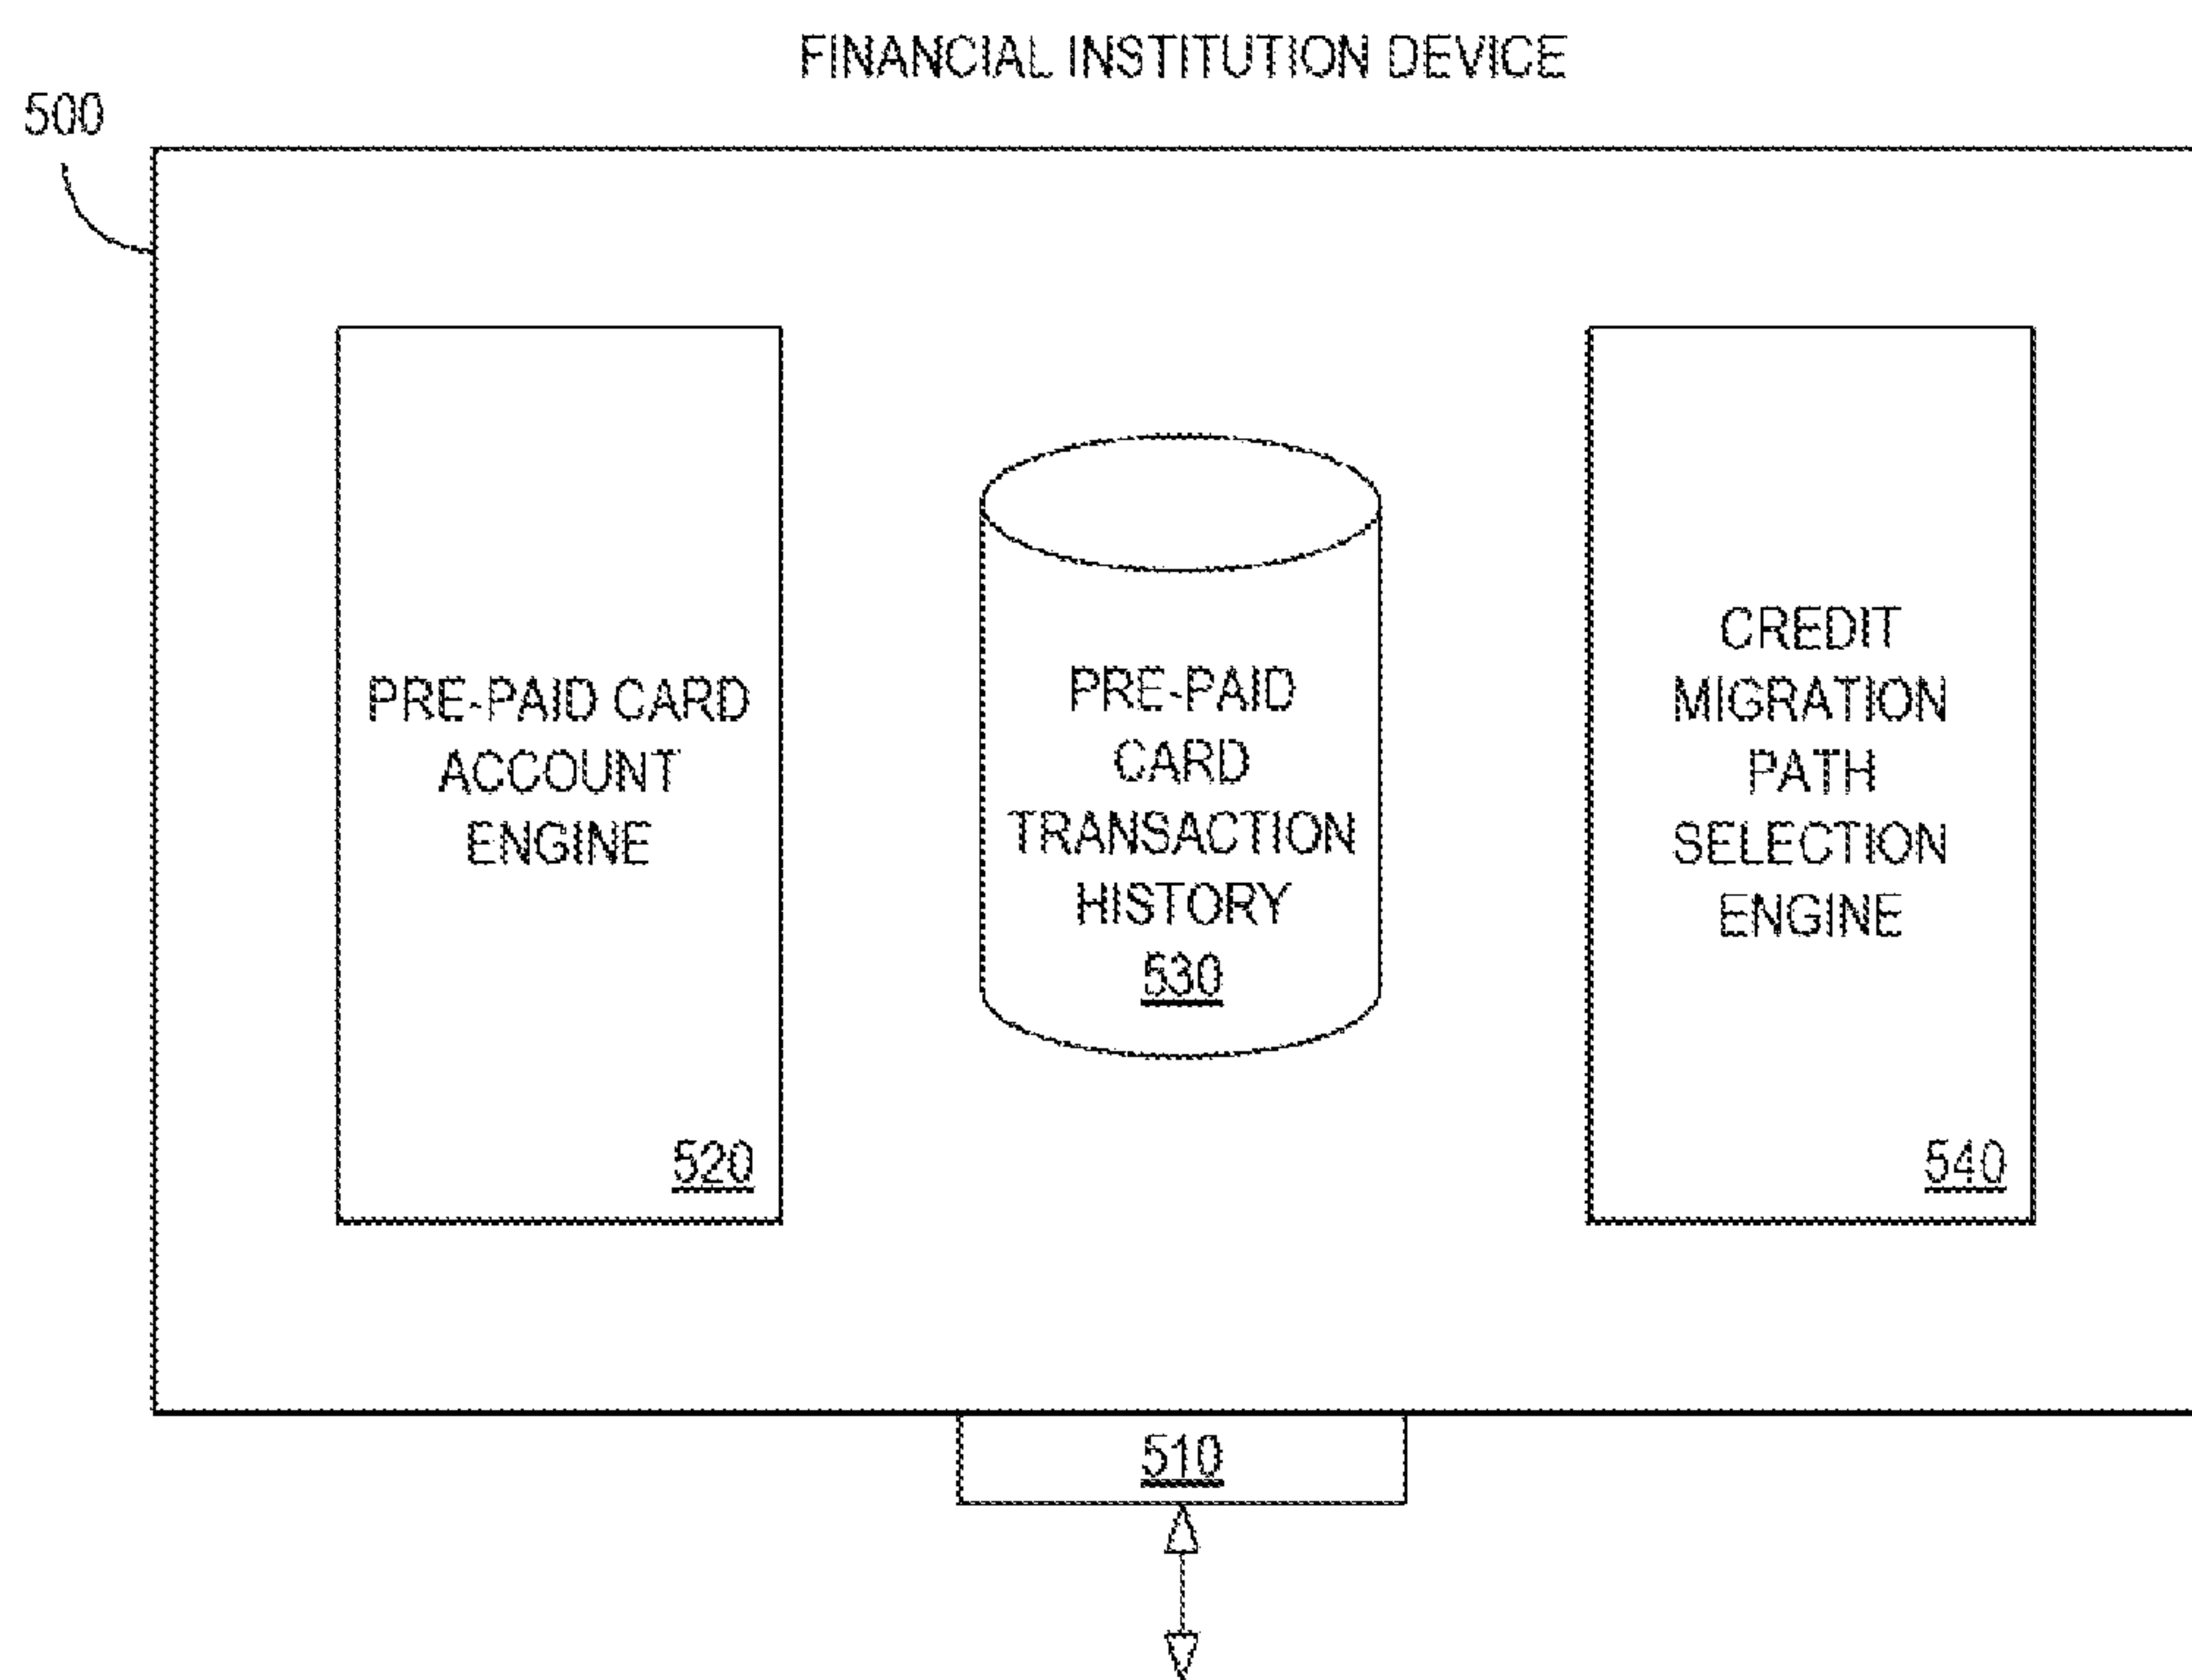 FINANCIAL INSTITUTION DEVICE
500
PRE-PAID CARD
ACCOUNT
ENGINE
520
PRE-PAID
CARD
TRANSACTION
HISTORY
530
CREDIT
MIGRATION
PATH
SELECTION
ENGINE
540
510